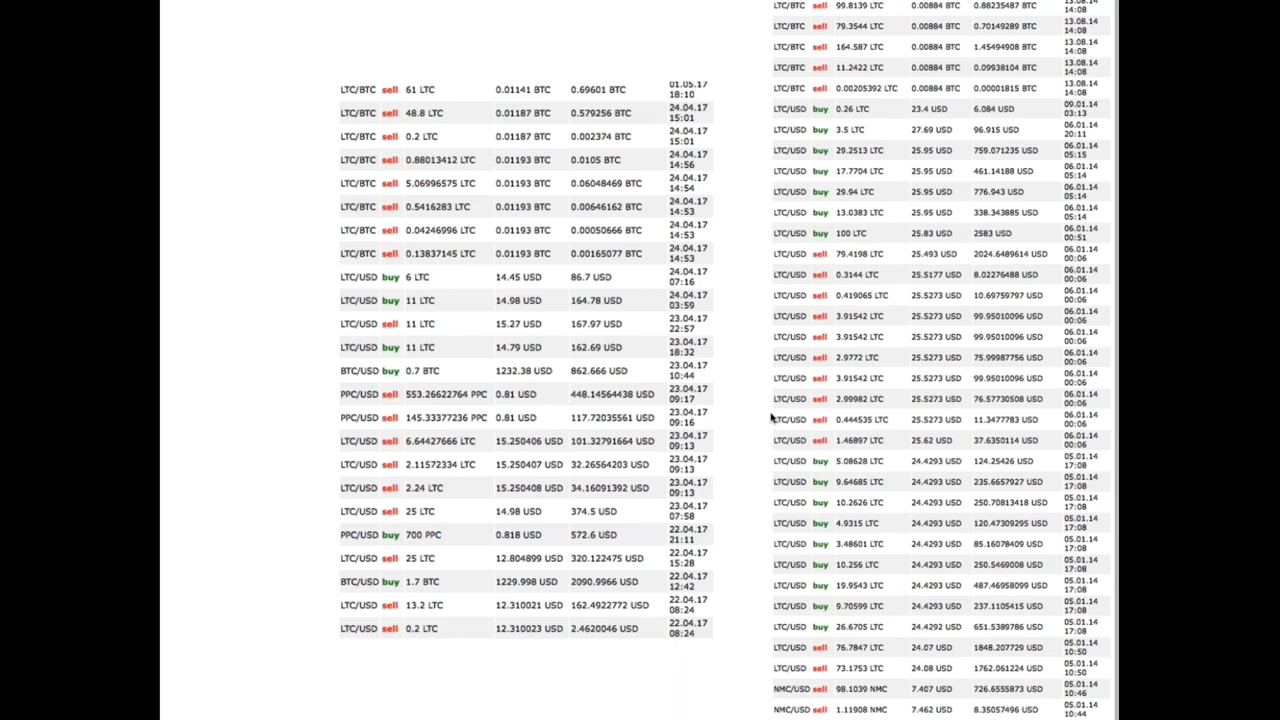 LTC/BTC sell 61 LTC 0.01141 BTC 0.69601 BTC 01.05.17 18:10
LTC/BTC sell 48.8 LTC 0.01187 BTC 0.579256 BTC 24.04.17 15:01
LTC/BTC sell 0.2 LTC 0.01187 BTC 0.002374 BTC 24.04.17 15:01
LTC/BTC sell 0.88013412 LTC 0.01193 BTC 0.0105 BTC 24.04.17 14:56
LTC/BTC sell 5.06996575 LTC 0.01193 BTC 0.06048469 BTC 24.04.17 14:54
LTC/BTC sell 0.5416283 LTC 0.01193 BTC 0.00646162 BTC 24.04.17 14:53
LTC/BTC sell 0.04246996 LTC 0.01193 BTC 0.00050666 BTC 24.04.17 14:53
LTC/BTC sell 0.13837145 LTC 0.01193 BTC 0.00165077 BTC 24.04.17 14:53
LTC/USD buy 6 LTC 14.45 USD 86.7 USD 24.04.17 07:16
LTC/USD buy 11 LTC 14.98 USD 164.78 USD 24.04.17 03:59
LTC/USD sell 11 LTC 15.27 USD 167.97 USD 23.04.17 22:57
LTC/USD buy 11 LTC 14.79 USD 162.69 USD 23.04.17 18:32
BTC/USD buy 0.7 BTC 1232.38 USD 862.666 USD 23.04.17 10:44
PPC/USD sell 553.26622764 PPC 0.81 USD 448.14564438 USD 23.04.17 09:17
PPC/USD sell 145.33377236 PPC 0.81 USD 117.72035561 USD 23.04.17 09:16
LTC/USD sell 6.64427666 LTC 15.250406 USD 101.32791664 USD 23.04.17 09:13
LTC/USD sell 2.11572334 LTC 15.250407 USD 32.26564203 USD 23.04.17 09:13
LTC/USD sell 2.24 LTC 15.250408 USD 34.16091392 USD 23.04.17 09:13
LTC/USD sell 25 LTC 14.98 USD 374.5 USD 23.04.17 07:58
PPC/USD buy 700 PPC 0.818 USD 572.6 USD 22.04.17 21:11
LTC/USD sell 25 LTC 12.804899 USD 320.122475 USD 22.04.17 15:28
BTC/USD buy 1.7 BTC 1229.998 USD 2090.9966 USD 22.04.17 12:42
LTC/USD sell 13.2 LTC 12.310021 USD 162.4922772 USD 22.04.17 08:24
LTC/USD sell 0.2 LTC 12.310023 USD 2.4620046 USD 22.04.17 08:24
LTC/BTC sell 99.8139 LTC 0.00884 BTC 0.88235487 BTC 13.08.14 14:08
LTC/BTC sell 79.3544 LTC 0.00884 BTC 0.70149289 BTC 13.08.14 14:08
LTC/BTC sell 164.587 LTC 0.00884 BTC 1.45494908 BTC 13.08.14 14:08
LTC/BTC sell 11.2422 LTC 0.00884 BTC 0.09938104 BTC 13.08.14 14:08
LTC/BTC sell 0.00205392 LTC 0.00884 BTC 0.00001815 BTC 13.08.14 14:08
LTC/USD buy 0.26 LTC 23.4 USD 6.084 USD 09.01.14 03:13
LTC/USD buy 3.5 LTC 27.69 USD 96.915 USD 06.01.14 20:11
LTC/USD buy 29.2513 LTC 25.95 USD 759.071235 USD 06.01.14 05:15
LTC/USD buy 17.7704 LTC 25.95 USD 461.14188 USD 06.01.14 05:14
LTC/USD buy 29.94 LTC 25.95 USD 776.943 USD 06.01.14 05:14
LTC/USD buy 13.0383 LTC 25.95 USD 338.343885 USD 06.01.14 05:14
LTC/USD buy 100 LTC 25.83 USD 2583 USD 06.01.14 00:51
LTC/USD sell 79.4198 LTC 25.493 USD 2024.6489614 USD 06.01.14 00:06
LTC/USD sell 0.3144 LTC 25.5177 USD 8.02276488 USD 06.01.14 00:06
LTC/USD sell 0.419065 LTC 25.5273 USD 10.69759797 USD 06.01.14 00:06
LTC/USD sell 3.91542 LTC 25.5273 USD 99.95010096 USD 06.01.14 00:06
LTC/USD sell 3.91542 LTC 25.5273 USD 99.95010096 USD 06.01.14 00:06
LTC/USD sell 2.9772 LTC 25.5273 USD 75.99987756 USD 06.01.14 00:06
LTC/USD sell 3.91542 LTC 25.5273 USD 99.95010096 USD 06.01.14 00:06
LTC/USD sell 2.99982 LTC 25.5273 USD 76.57730508 USD 06.01.14 00:06
LTC/USD sell 0.444535 LTC 25.5273 USD 11.3477783 USD 06.01.14 00:06
LTC/USD sell 1.46897 LTC 25.62 USD 37.6350114 USD 06.01.14 00:06
LTC/USD buy 5.08628 LTC 24.4293 USD 124.25426 USD 05.01.14 17:08
LTC/USD buy 9.64685 LTC 24.4293 USD 235.6657927 USD 05.01.14 17:08
LTC/USD buy 10.2626 LTC 24.4293 USD 250.70813418 USD 05.01.14 17:08
LTC/USD buy 4.9315 LTC 24.4293 USD 120.47309295 USD 05.01.14 17:08
LTC/USD buy 3.48601 LTC 24.4293 USD 85.16078409 USD 05.01.14 17:08
LTC/USD buy 10.256 LTC 24.4293 USD 250.5469008 USD 05.01.14 17:08
LTC/USD buy 19.9543 LTC 24.4293 USD 487.46958099 USD 05.01.14 17:08
LTC/USD buy 9.70599 LTC 24.4293 USD 237.1105415 USD 05.01.14 17:08
LTC/USD buy 26.6705 LTC 24.4292 USD 651.5389786 USD 05.01.14 17:08
LTC/USD sell 76.7847 LTC 24.07 USD 1848.207729 USD 05.01.14 10:50
LTC/USD sell 73.1753 LTC 24.08 USD 1762.061224 USD 05.01.14 10:50
NMC/USD sell 98.1039 NMC 7.407 USD 726.6555873 USD 05.01.14 10:46
NMC/USD sell 1.11908 NMC 7.462 USD 8.35057496 USD 05.01.14 10:44